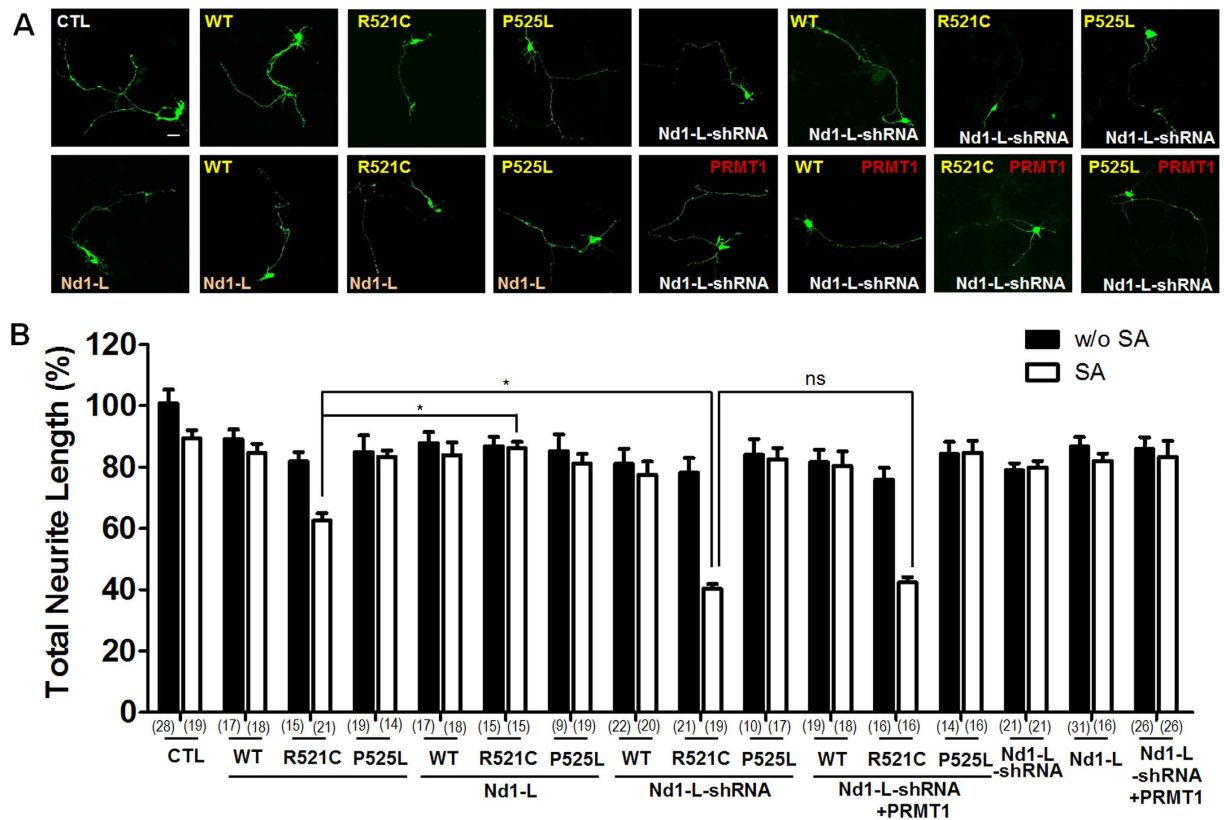 A
CTL WT R521C P525L WT R521C P525L
Nd1-L-shRNA Nd1-L-shRNA Nd1-L-shRNA Nd1-L-shRNA
WT R521C P525L PRMT1 WT PRMT1 R521C PRMT1 P525L PRMT1
Nd1-L Nd1-L Nd1-L Nd1-L Nd1-L-shRNA Nd1-L-shRNA Nd1-L-shRNA Nd1-L-shRNA
B
Total Neurite Length (%)
120
100
80
60
40
20
0
w/o SA
SA
* * ns
(28) (19) (17) (18) (15) (21) (19) (14) (17) (18) (15) (15) (9) (19) (22) (20) (21) (19) (10) (17) (19) (18) (16) (16) (14) (16) (21) (21) (31) (16) (26) (26)
CTL WT R521C P525L WT R521C P525L WT R521C P525L WT R521C P525L Nd1-L Nd1-L Nd1-L
-shRNA -shRNA
+PRMT1
Nd1-L Nd1-L-shRNA Nd1-L-shRNA
+PRMT1